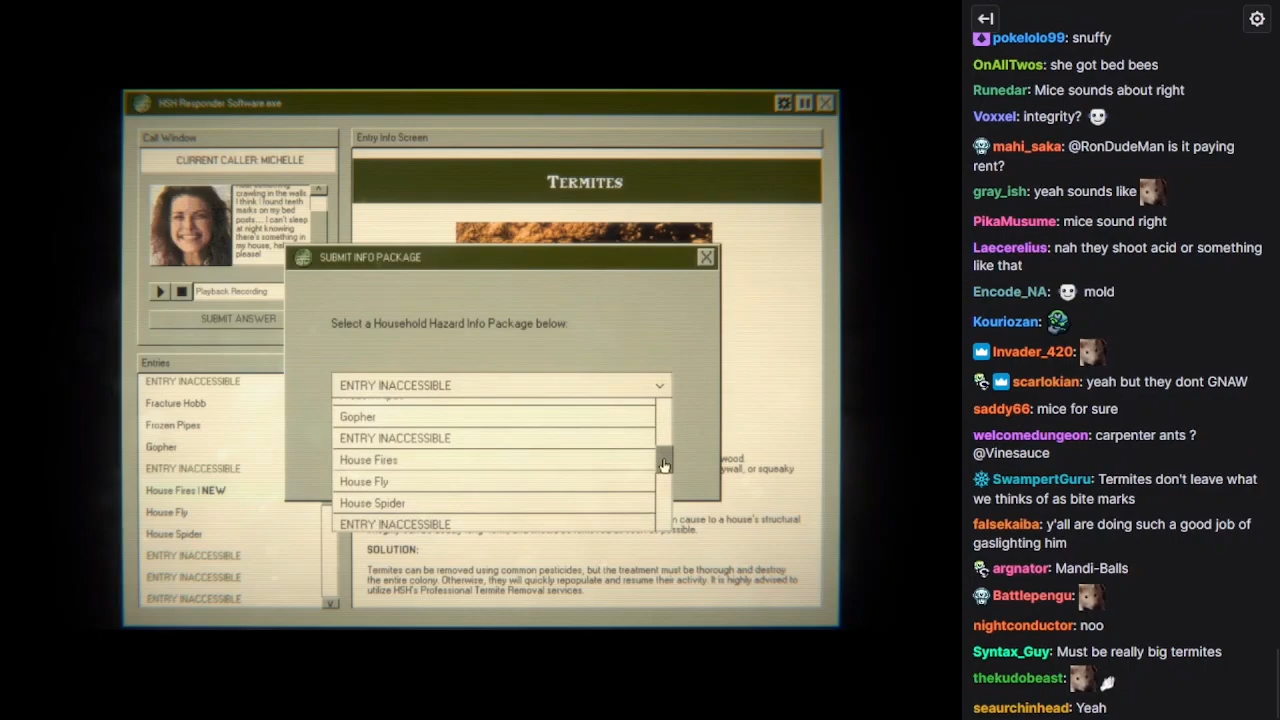 HSH Responder Software.exe
Call Window
CURRENT CALLER: MICHELLE
crawling in the walls
I think I found teeth
marks on my bed
posts... I can't sleep
at night knowing
there's something in
my house, hel
please!
Playback Recording
SUBMIT ANSWER
Entries
ENTRY INACCESSIBLE
Fracture Hobb
Frozen Pipes
Gopher
ENTRY INACCESSIBLE
House Fires | NEW
House Fly
House Spider
ENTRY INACCESSIBLE
ENTRY INACCESSIBLE
ENTRY INACCESSIBLE
Entry Info Screen
TERMITES
SUBMIT INFO PACKAGE
Select a Household Hazard Info Package below:
ENTRY INACCESSIBLE
Gopher
ENTRY INACCESSIBLE
House Fires
House Fly
House Spider
ENTRY INACCESSIBLE
wood.
ywall, or squeaky
n cause to a house's structural
SOLUTION:
Termites can be removed using common pesticides, but the treatment must be thorough and destroy
the entire colony. Otherwise, they will quickly repopulate and resume their activity. It is highly advised to
utilize HSH's Professional Termite Removal services.
pokelolo99: snuffy
OnAllTwos: she got bed bees
Runedar: Mice sounds about right
Voxxel: integrity?
mahi_saka: @RonDudeMan is it paying
rent?
gray_ish: yeah sounds like
PikaMusume: mice sound right
Laecerelius: nah they shoot acid or something
like that
Encode_NA: mold
Kouriozan:
Invader_420:
scarlokian: yeah but they dont GNAW
saddy66: mice for sure
welcomedungeon: carpenter ants ?
@Vinesauce
SwampertGuru: Termites don't leave what
we thinks of as bite marks
falsekaiba: y'all are doing such a good job of
gaslighting him
argnator: Mandi-Balls
Battlepengu:
nightconductor: noo
Syntax_Guy: Must be really big termites
thekudobeast:
seaurchinhead: Yeah